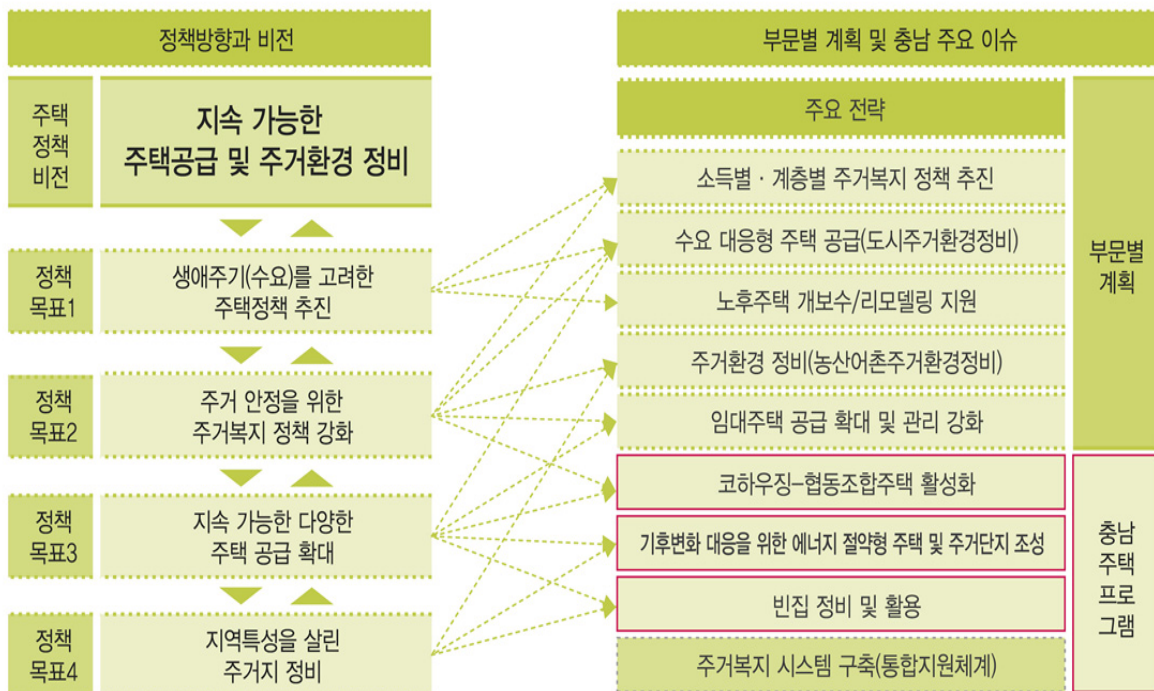 정책방향과 비전
주택
정책
비전
지속 가능한
주택공급 및 주거환경 정비
정책
목표1
생애주기(수요)를 고려한
주택정책 추진
정책
목표2
주거 안정을 위한
주거복지 정책 강화
정책
목표3
지속 가능한 다양한
주택 공급 확대
정책
목표4
지역특성을 살린
주거지 정비
부문별 계획 및 충남 주요 이슈
주요 전략
소득별 · 계층별 주거복지 정책 추진
수요 대응형 주택 공급(도시주거환경정비)
노후주택 개보수/리모델링 지원
주거환경 정비(농산어촌주거환경정비)
임대주택 공급 확대 및 관리 강화
코하우징–협동조합주택 활성화
기후변화 대응을 위한 에너지 절약형 주택 및 주거단지 조성
빈집 정비 및 활용
주거복지 시스템 구축(통합지원체계)
부문별
계획
충남
주택
프로
그램